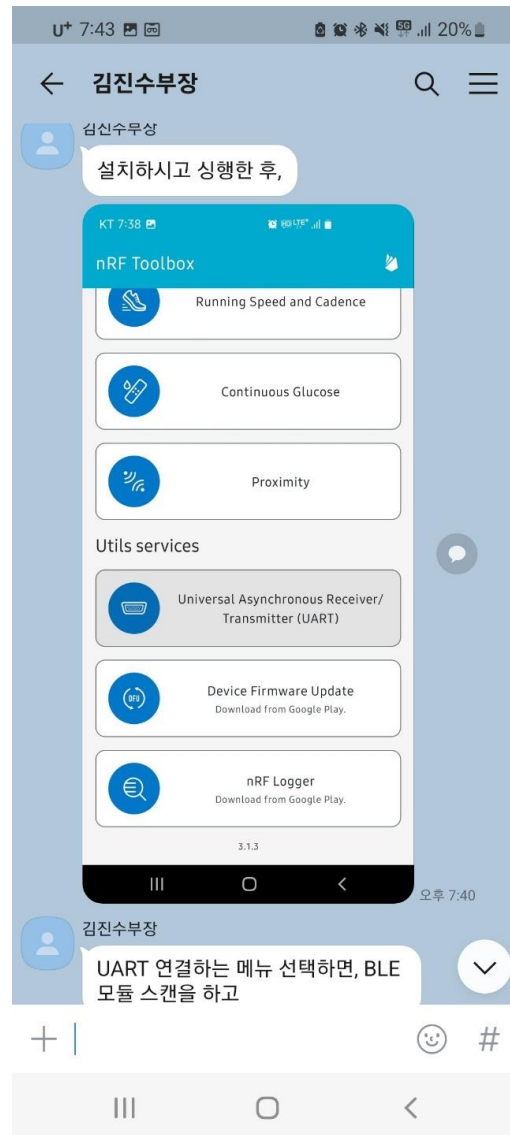 U+ 7:43 5G 20%
김진수부장
김진수부장
설치하시고 싱행한 후,
KT 7:38 HD LTE+
nRF Toolbox
Running Speed and Cadence
Continuous Glucose
Proximity
Utils services
Universal Asynchronous Receiver/
Transmitter (UART)
DFU
Device Firmware Update
Download from Google Play.
nRF Logger
Download from Google Play.
3.1.3
오후 7:40
김진수부장
UART 연결하는 메뉴 선택하면, BLE
모듈 스캔을 하고
#